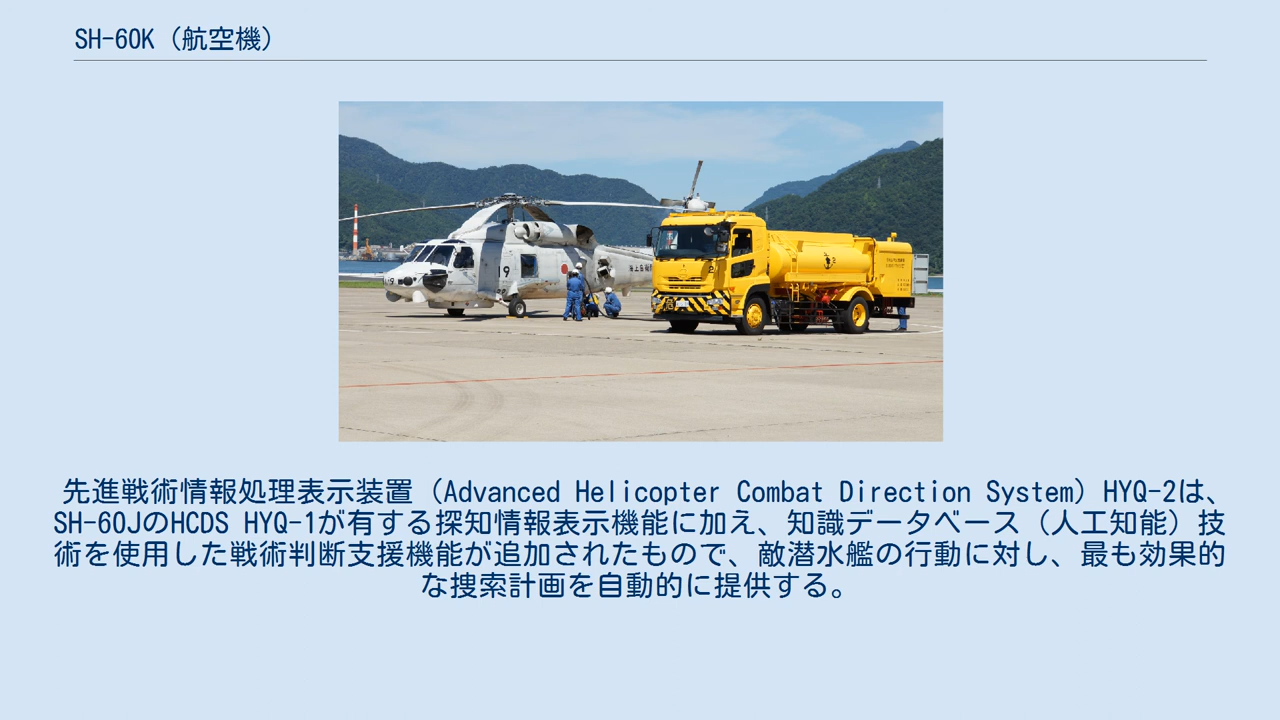 SH-60K（航空機）
19
海上自衛
先進戦術情報処理表示装置（Advanced Helicopter Combat Direction System）HYQ-2は、
SH-60JのHCDS HYQ-1が有する探知情報表示機能に加え、知識データベース（人工知能）技
術を使用した戦術判断支援機能が追加されたもので、敵潜水艦の行動に対し、最も効果的
な捜索計画を自動的に提供する。